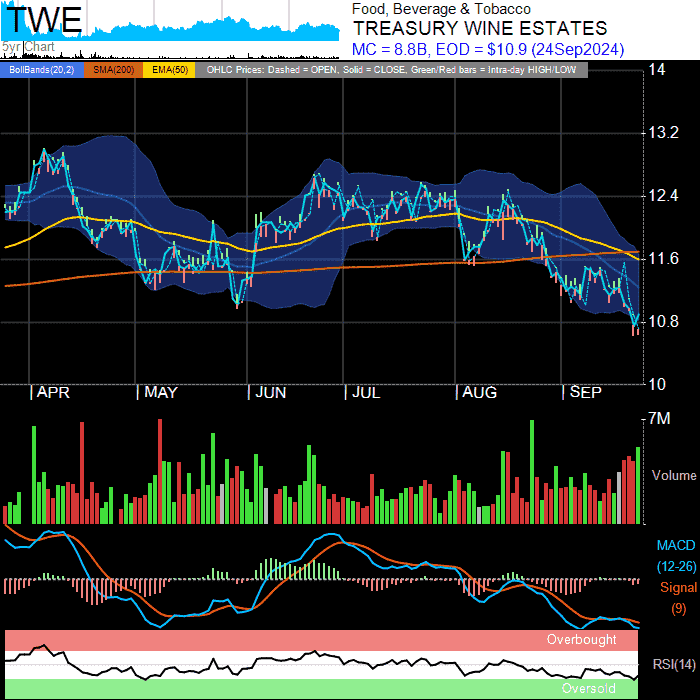 TWE
5yr Chart
Food, Beverage & Tobacco
TREASURY WINE ESTATES
MC = 8.8B, EOD = $10.9 (24Sep2024)
BollBands(20,2) SMA(200) EMA(50) OHLC Prices: Dashed = OPEN, Solid = CLOSE, Green/Red bars = Intra-day HIGH/LOW
14
13.2
12.4
11.6
10.8
10
APR MAY JUN JUL AUG SEP
7M
Volume
MACD
(12-26)
Signal
(9)
Overbought
RSI(14)
Oversold